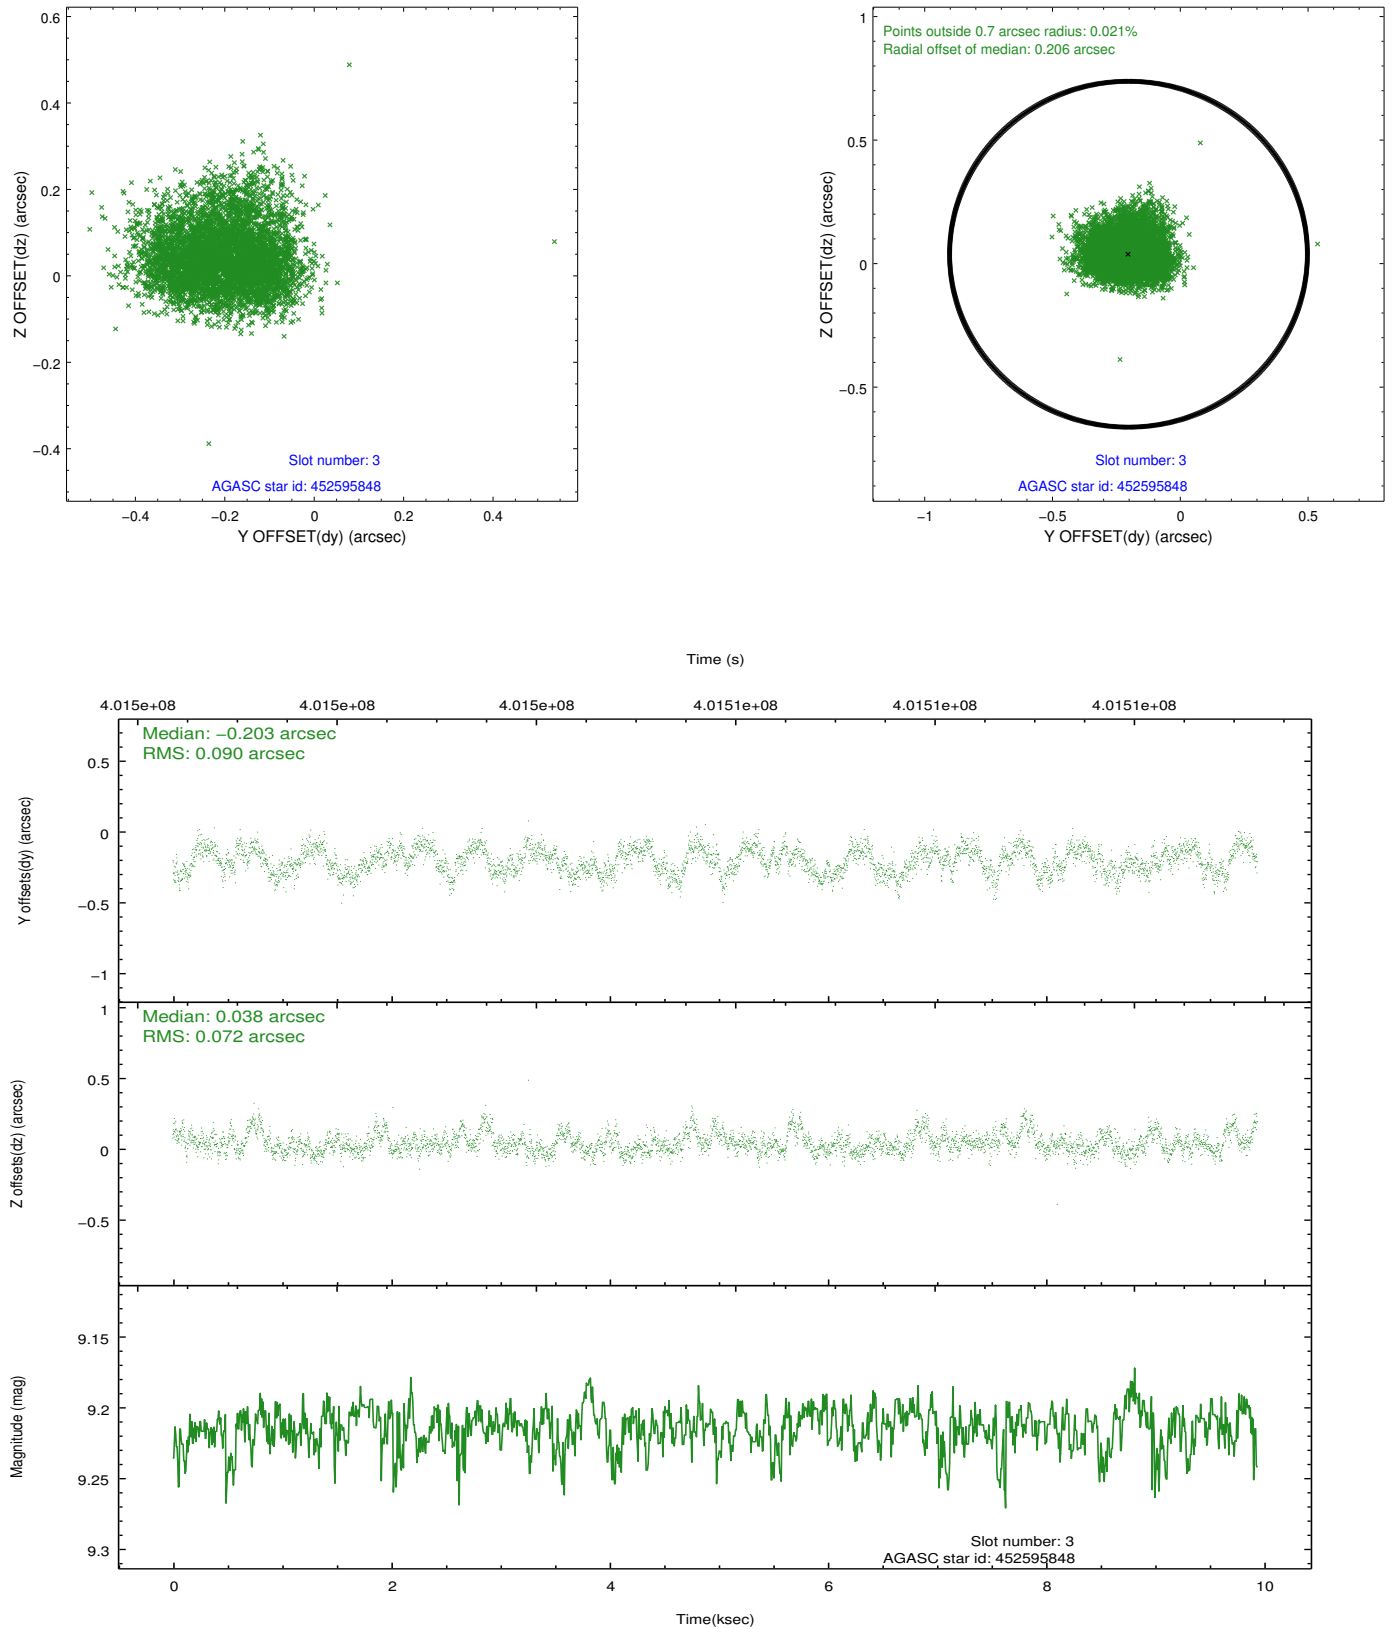 0.6
0.4
0.2
0
−0.2
−0.4
Z OFFSET(dz) (arcsec)
Slot number: 3
AGASC star id: 452595848
−0.4 −0.2 0 0.2 0.4
Y OFFSET(dy) (arcsec)
Points outside 0.7 arcsec radius: 0.021%
Radial offset of median: 0.206 arcsec
1
0.5
0
−0.5
Z OFFSET(dz) (arcsec)
Slot number: 3
AGASC star id: 452595848
−1 −0.5 0 0.5
Y OFFSET(dy) (arcsec)
Time (s)
4.015e+08 4.015e+08 4.015e+08 4.0151e+08 4.0151e+08 4.0151e+08
Median: −0.203 arcsec
RMS: 0.090 arcsec
0.5
0
−0.5
−1
Y offsets(dy) (arcsec)
Median: 0.038 arcsec
RMS: 0.072 arcsec
1
0.5
0
−0.5
Z offsets(dz) (arcsec)
9.15
9.2
9.25
9.3
Magnitude (mag)
Slot number: 3
AGASC star id: 452595848
0 2 4 6 8 10
Time(ksec)